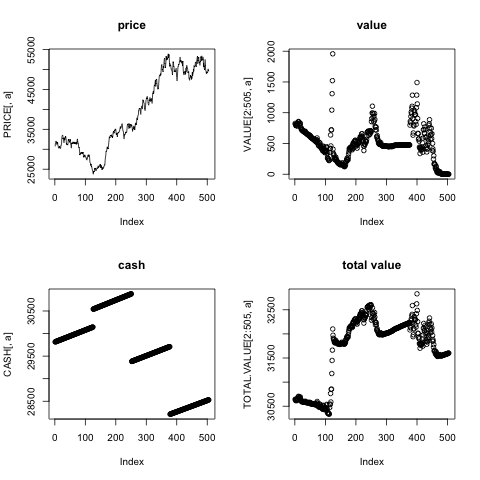 price
PRICE[, a]
25000 35000 45000 55000
0 100 200 300 400 500
Index
value
VALUE[2:505, a]
0 500 1000 1500 2000
0 100 200 300 400 500
Index
cash
CASH[, a]
28500 29500 30500
0 100 200 300 400 500
Index
total value
TOTAL.VALUE[2:505, a]
30500 31500 32500
0 100 200 300 400 500
Index